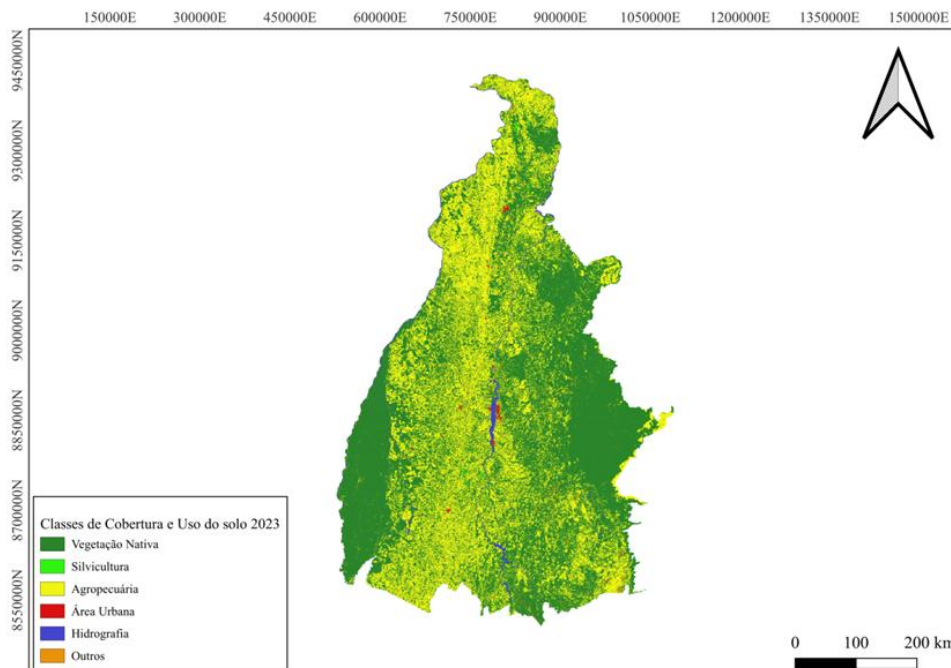 150000E 300000E 450000E 600000E 750000E 900000E 1050000E 1200000E 1350000E 1500000E
9450000N
9300000N
9150000N
9000000N
8850000N
8700000N
8550000N
Classes de Cobertura e Uso do solo 2023
Vegetação Nativa
Silvicultura
Agropecuária
Área Urbana
Hidrografia
Outros
0 100 200 km